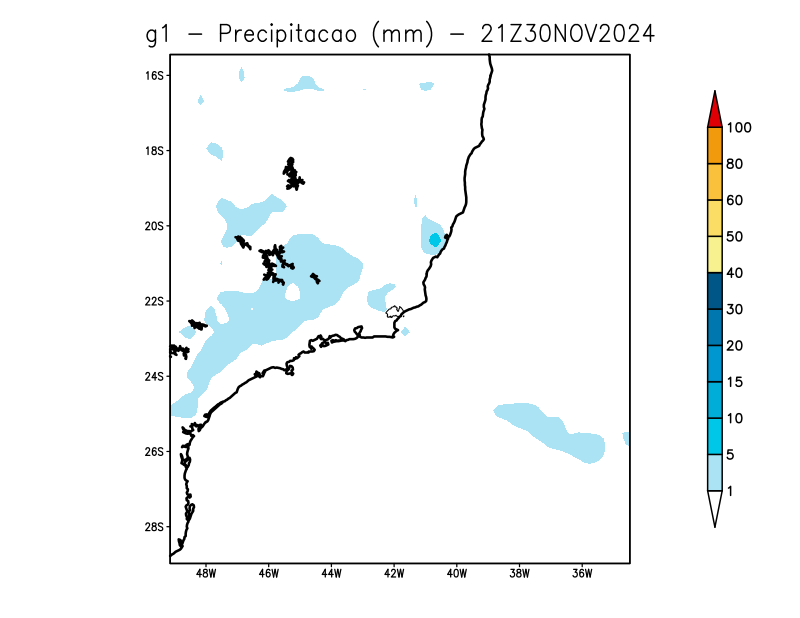 g1 – Precipitacao (mm) – 21Z30NOV2024
16S
18S
20S
22S
24S
26S
28S
48W 46W 44W 42W 40W 38W 36W
100
80
60
50
40
30
20
15
10
5
1